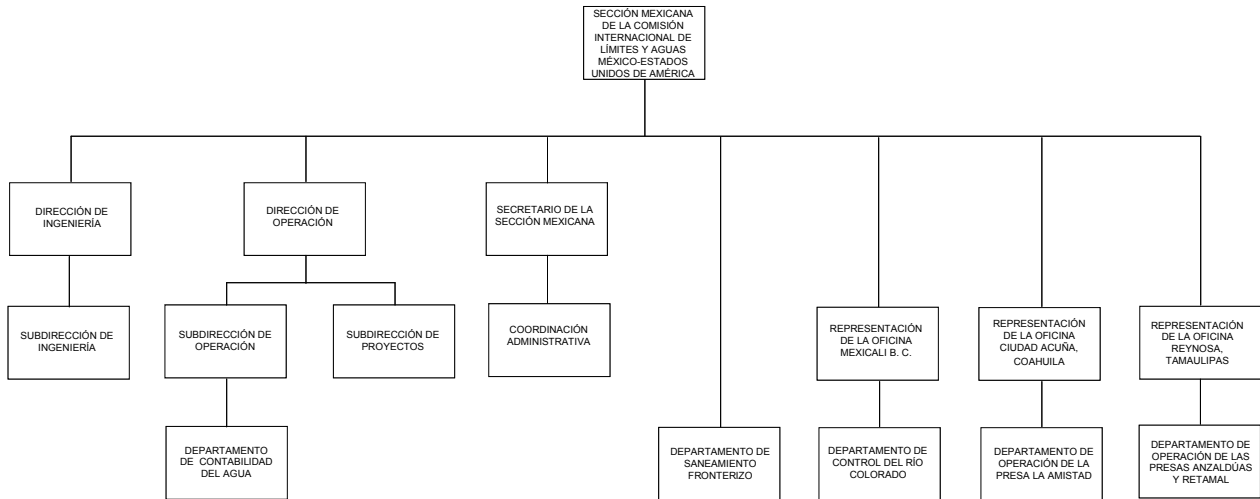 SECCIÓN MEXICANA
DE LA COMISIÓN
INTERNACIONAL DE
LÍMITES Y AGUAS
MÉXICO-ESTADOS
UNIDOS DE AMÉRICA
DIRECCIÓN DE
INGENIERÍA
DIRECCIÓN DE
OPERACIÓN
SECRETARIO DE LA
SECCIÓN MEXICANA
SUBDIRECCIÓN DE
INGENIERÍA
SUBDIRECCIÓN DE
OPERACIÓN
SUBDIRECCIÓN DE
PROYECTOS
COORDINACIÓN
ADMINISTRATIVA
REPRESENTACIÓN
DE LA OFICINA
MEXICALI B. C.
REPRESENTACIÓN
DE LA OFICINA
CIUDAD ACUÑA,
COAHUILA
REPRESENTACIÓN
DE LA OFICINA
REYNOSA,
TAMAULIPAS
DEPARTAMENTO
DE CONTABILIDAD
DEL AGUA
DEPARTAMENTO DE
SANEAMIENTO
FRONTERIZO
DEPARTAMENTO DE
CONTROL DEL RÍO
COLORADO
DEPARTAMENTO DE
OPERACIÓN DE LA
PRESA LA AMISTAD
DEPARTAMENTO DE
OPERACIÓN DE LAS
PRESAS ANZALDÚAS
Y RETAMAL